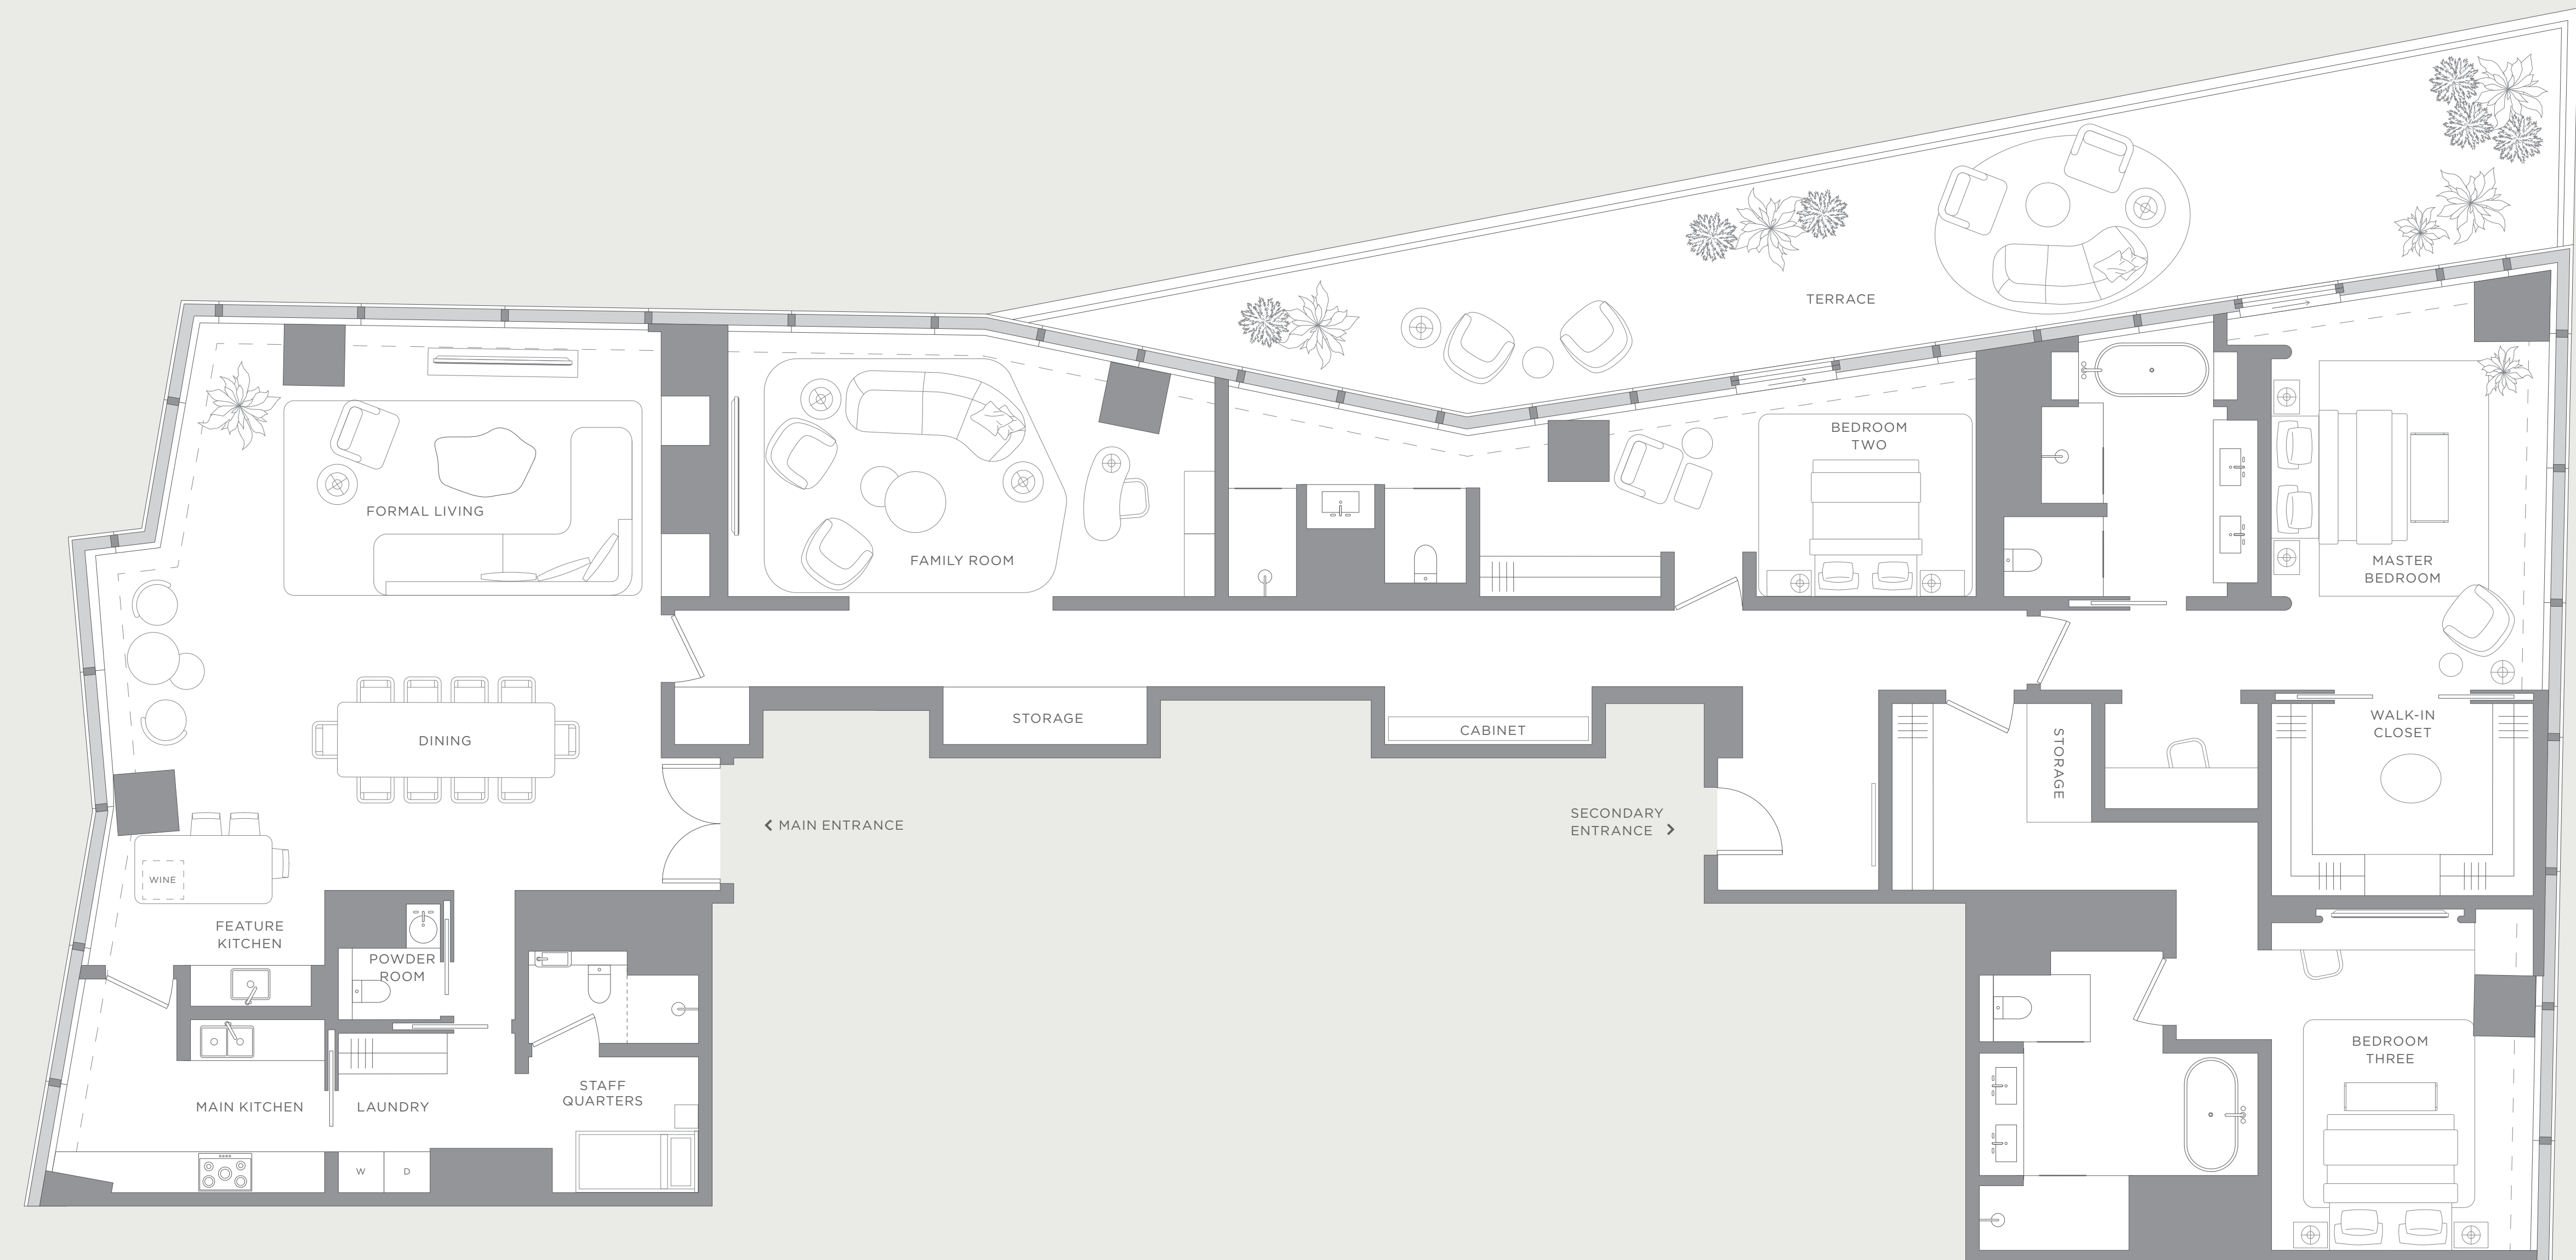 TERRACE
BEDROOM
TWO
FORMAL LIVING
FAMILY ROOM
MASTER
BEDROOM
STORAGE
CABINET
WALK-IN
CLOSET
DINING
STORAGE
MAIN ENTRANCE
SECONDARY
ENTRANCE
WINE
FEATURE
KITCHEN
POWDER
ROOM
BEDROOM
THREE
STAFF
QUARTERS
MAIN KITCHEN
LAUNDRY
W
D